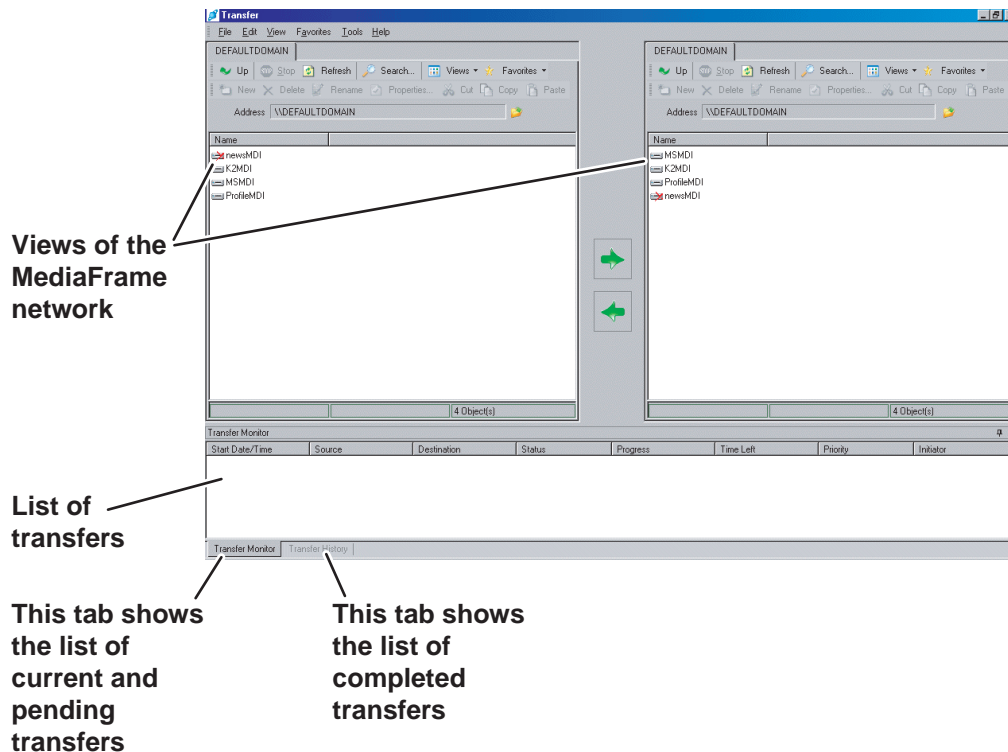 Transfer
File Edit View Favorites Tools Help
DEFAULTDOMAIN
Up Stop Refresh Search... Views Favorites
New Delete Rename Properties... Cut Copy Paste
Address \\DEFAULTDOMAIN
Name
newsMDI
K2MDI
MSMDI
ProfileMDI
4 Object(s)
DEFAULTDOMAIN
Up Stop Refresh Search... Views Favorites
New Delete Rename Properties... Cut Copy Paste
Address \\DEFAULTDOMAIN
Name
MSMDI
K2MDI
ProfileMDI
newsMDI
4 Object(s)
Views of the
MediaFrame
network
Transfer Monitor
Start Date/Time Source Destination Status Progress Time Left Priority Initiator
List of
transfers
Transfer Monitor Transfer History
This tab shows
the list of
current and
pending
transfers
This tab shows
the list of
completed
transfers